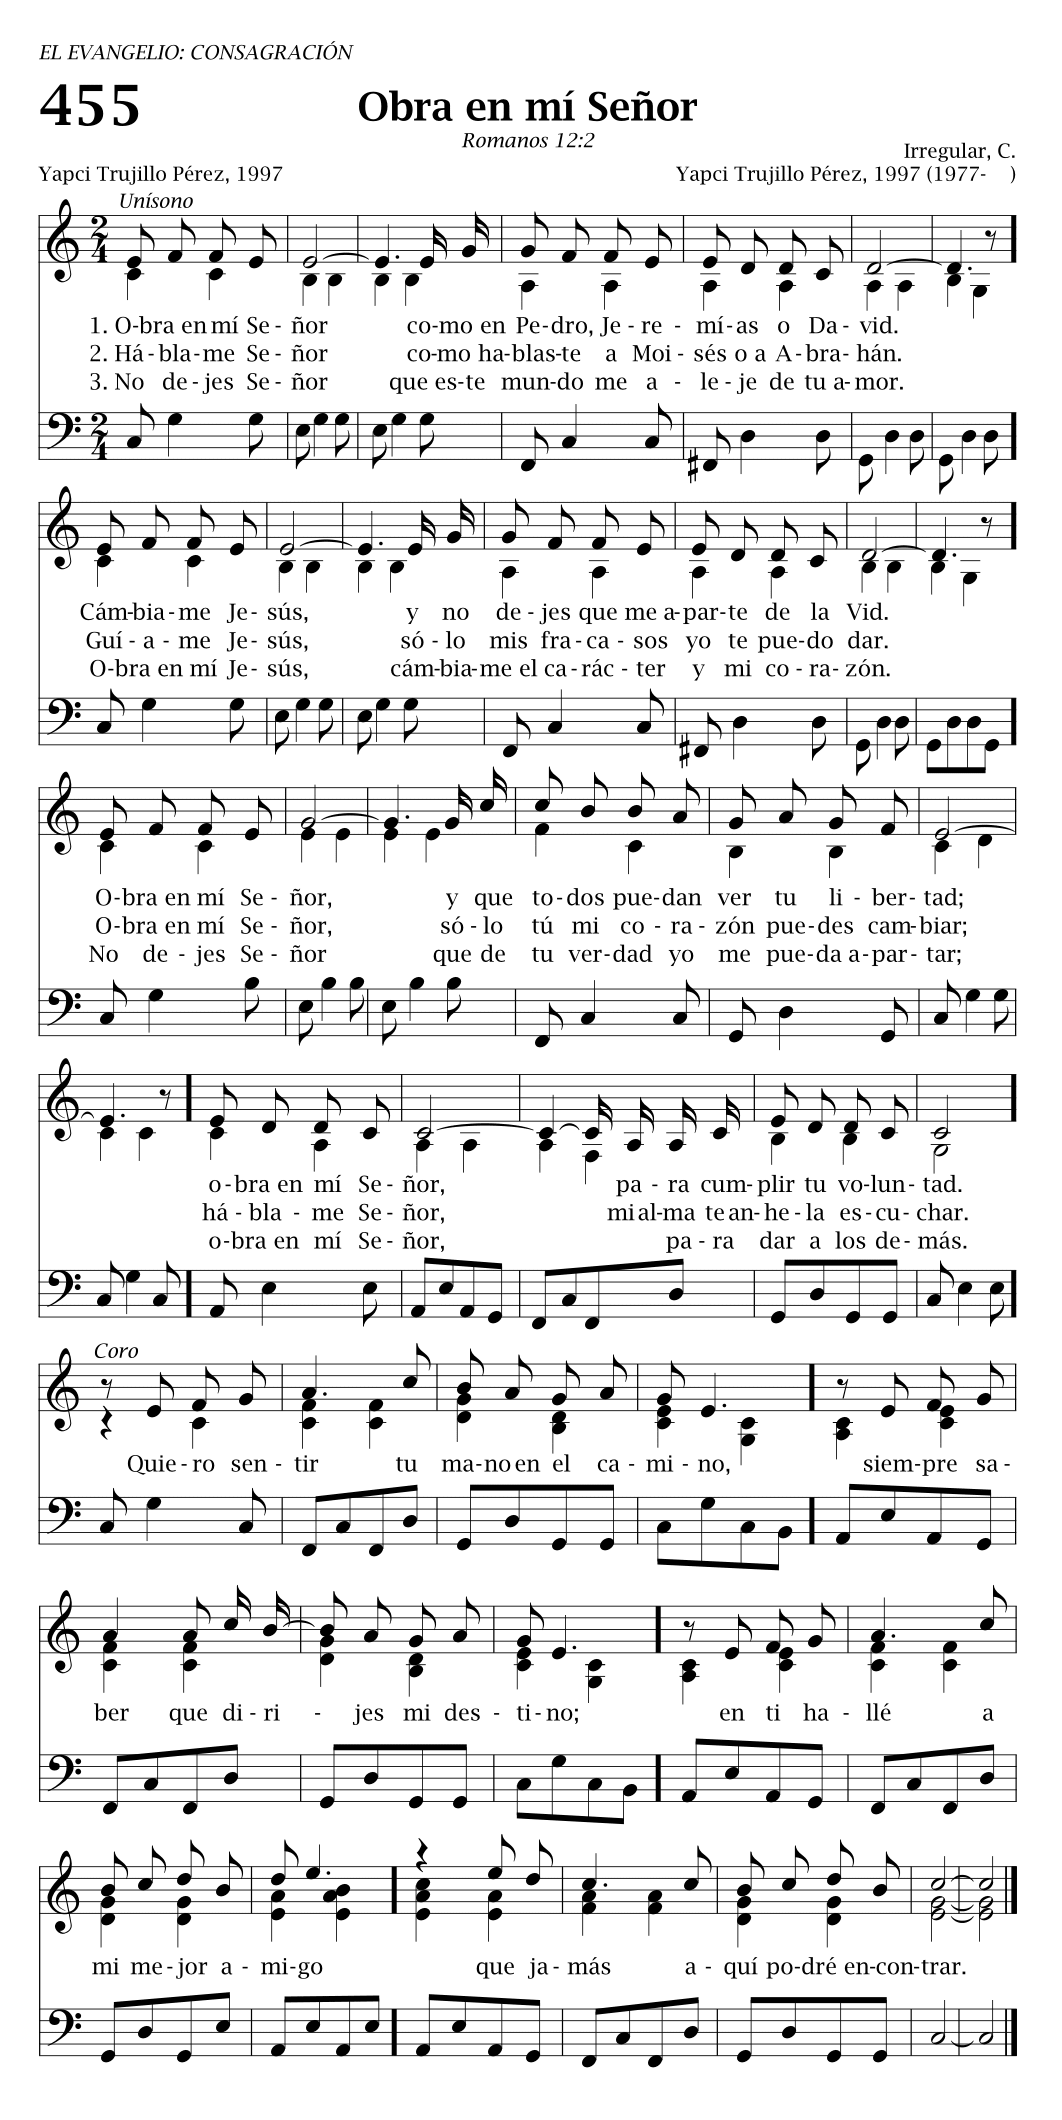 EL EVANGELIO: CONSAGRACIÓN
455
Obra en mí Señor
Romanos 12:2
Irregular, C.
Yapci Trujillo Pérez, 1997
Yapci Trujillo Pérez, 1997 (1977-    )
Unísono
1. O-bra en mí Se - ñor co-mo en Pe-dro, Je - re - mí-as o Da - vid.
2. Há - bla-me Se - ñor co-mo ha-blas-te a Moi - sés o a A - bra- hán.
3. No de - jes Se - ñor que es-te mun-do me a - le - je de tu a-mor.
Cám-bia-me Je - sús, y no de - jes que me a-par-te de la Vid.
Guí - a - me Je - sús, só - lo mis fra - ca - sos yo te pue-do dar.
O-bra en mí Je - sús, cám-bia-me el ca - rác - ter y mi co - ra- zón.
O-bra en mí Se - ñor, y que to-dos pue-dan ver tu li - ber- tad;
O-bra en mí Se - ñor, só - lo tú mi co - ra - zón pue-des cam-biar;
No de - jes Se - ñor que de tu ver-dad yo me pue-da a-par- tar;
o-bra en mí Se - ñor, pa - ra cum-plir tu vo-lun- tad.
há - bla - me Se - ñor, mi al-ma te an-he - la es - cu - char.
o-bra en mí Se - ñor, pa - ra dar a los de - más.
Coro
Quie - ro sen - tir tu ma-no en el ca - mi - no, siem-pre sa -
ber que di - ri - jes mi des - ti - no; en ti ha - llé a
mi me - jor a - mi-go que ja - más a - quí po-dré en-con-trar.